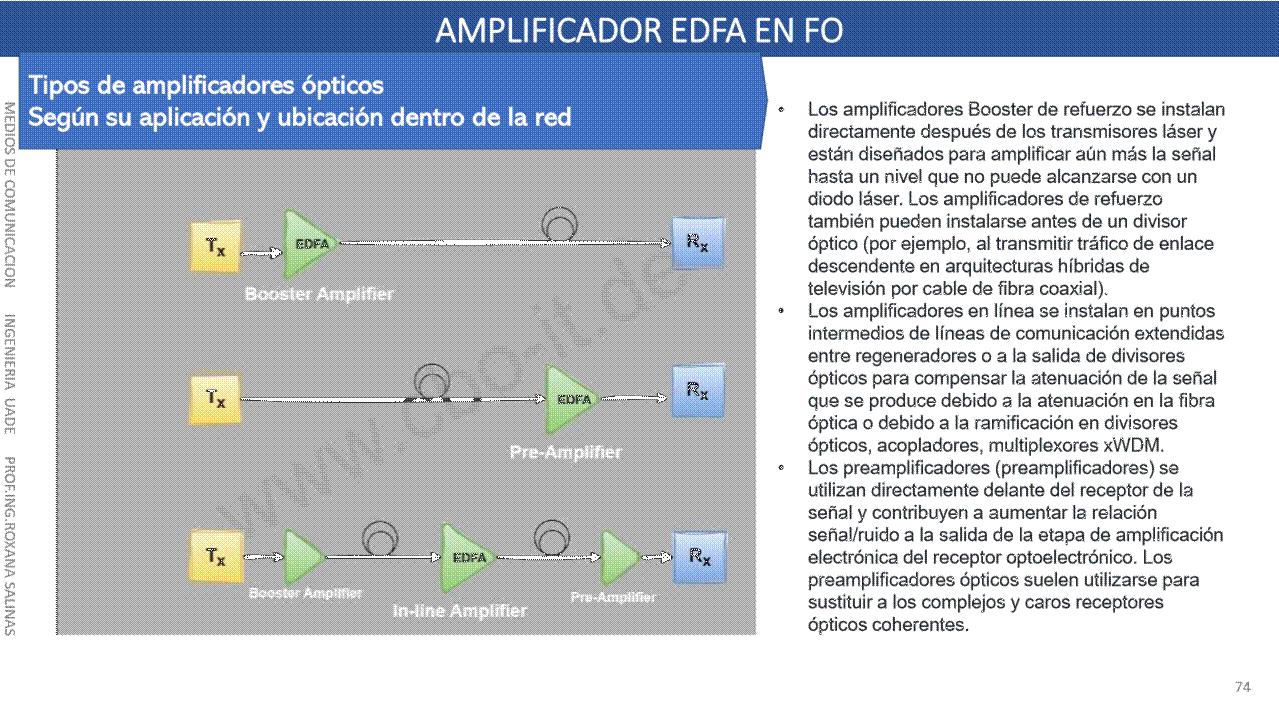 AMPLIFICADOR EDFA EN FO
Tipos de amplificadores ópticos
Según su aplicación y ubicación dentro de la red
MEDIOS DE COMUNICACION INGENIERIA UADE PROF.ING.ROXANA SALINAS
Tx
EDFA
Rx
Booster Amplifier
Tx
EDFA
Rx
Pre-Amplifier
Tx
EDFA
Rx
Booster Amplifier
In-line Amplifier
Pre-Amplifier
www.cbo-it.de
• Los amplificadores Booster de refuerzo se instalan
directamente después de los transmisores láser y
están diseñados para amplificar aún más la señal
hasta un nivel que no puede alcanzarse con un
diodo láser. Los amplificadores de refuerzo
también pueden instalarse antes de un divisor
óptico (por ejemplo, al transmitir tráfico de enlace
descendente en arquitecturas híbridas de
televisión por cable de fibra coaxial).
• Los amplificadores en línea se instalan en puntos
intermedios de líneas de comunicación extendidas
entre regeneradores o a la salida de divisores
ópticos para compensar la atenuación de la señal
que se produce debido a la atenuación en la fibra
óptica o debido a la ramificación en divisores
ópticos, acopladores, multiplexores xWDM.
• Los preamplificadores (preamplificadores) se
utilizan directamente delante del receptor de la
señal y contribuyen a aumentar la relación
señal/ruido a la salida de la etapa de amplificación
electrónica del receptor optoelectrónico. Los
preamplificadores ópticos suelen utilizarse para
sustituir a los complejos y caros receptores
ópticos coherentes.
74